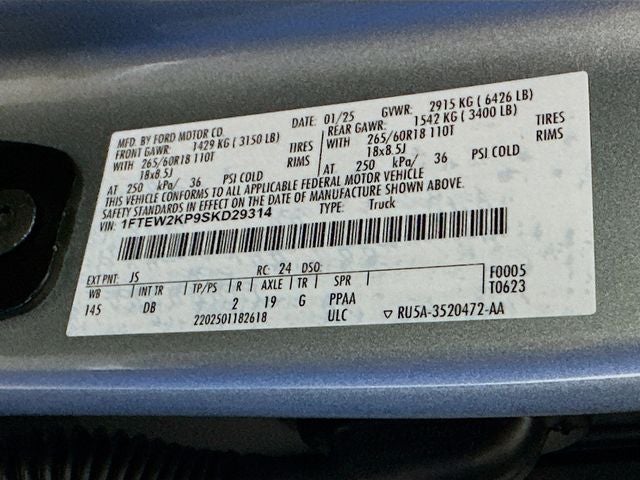 MFD. BY FORD MOTOR CO. DATE: 01/25 GVWR: 2915 KG (6426 LB)
FRONT GAWR: 1429 KG (3150 LB) REAR GAWR: 1542 KG (3400 LB)
WITH 265/60R18 110T TIRES WITH 265/60R18 110T TIRES
18x8.5J RIMS 18x8.5J RIMS
AT 250 kPa/ 36 PSI COLD AT 250 kPa/ 36 PSI COLD
THIS VEHICLE CONFORMS TO ALL APPLICABLE FEDERAL MOTOR VEHICLE
SAFETY STANDARDS IN EFFECT ON THE DATE OF MANUFACTURE SHOWN ABOVE.
VIN: 1FTEW2KP9SKD29314 TYPE: Truck
EXT PNT: JS RC: 24 DSO: F0005
WB INT TR TP/PS R AXLE TR SPR T0623
145 DB 2 19 G PPAA
2202501182618 ULC ▽ RU5A-3520472-AA